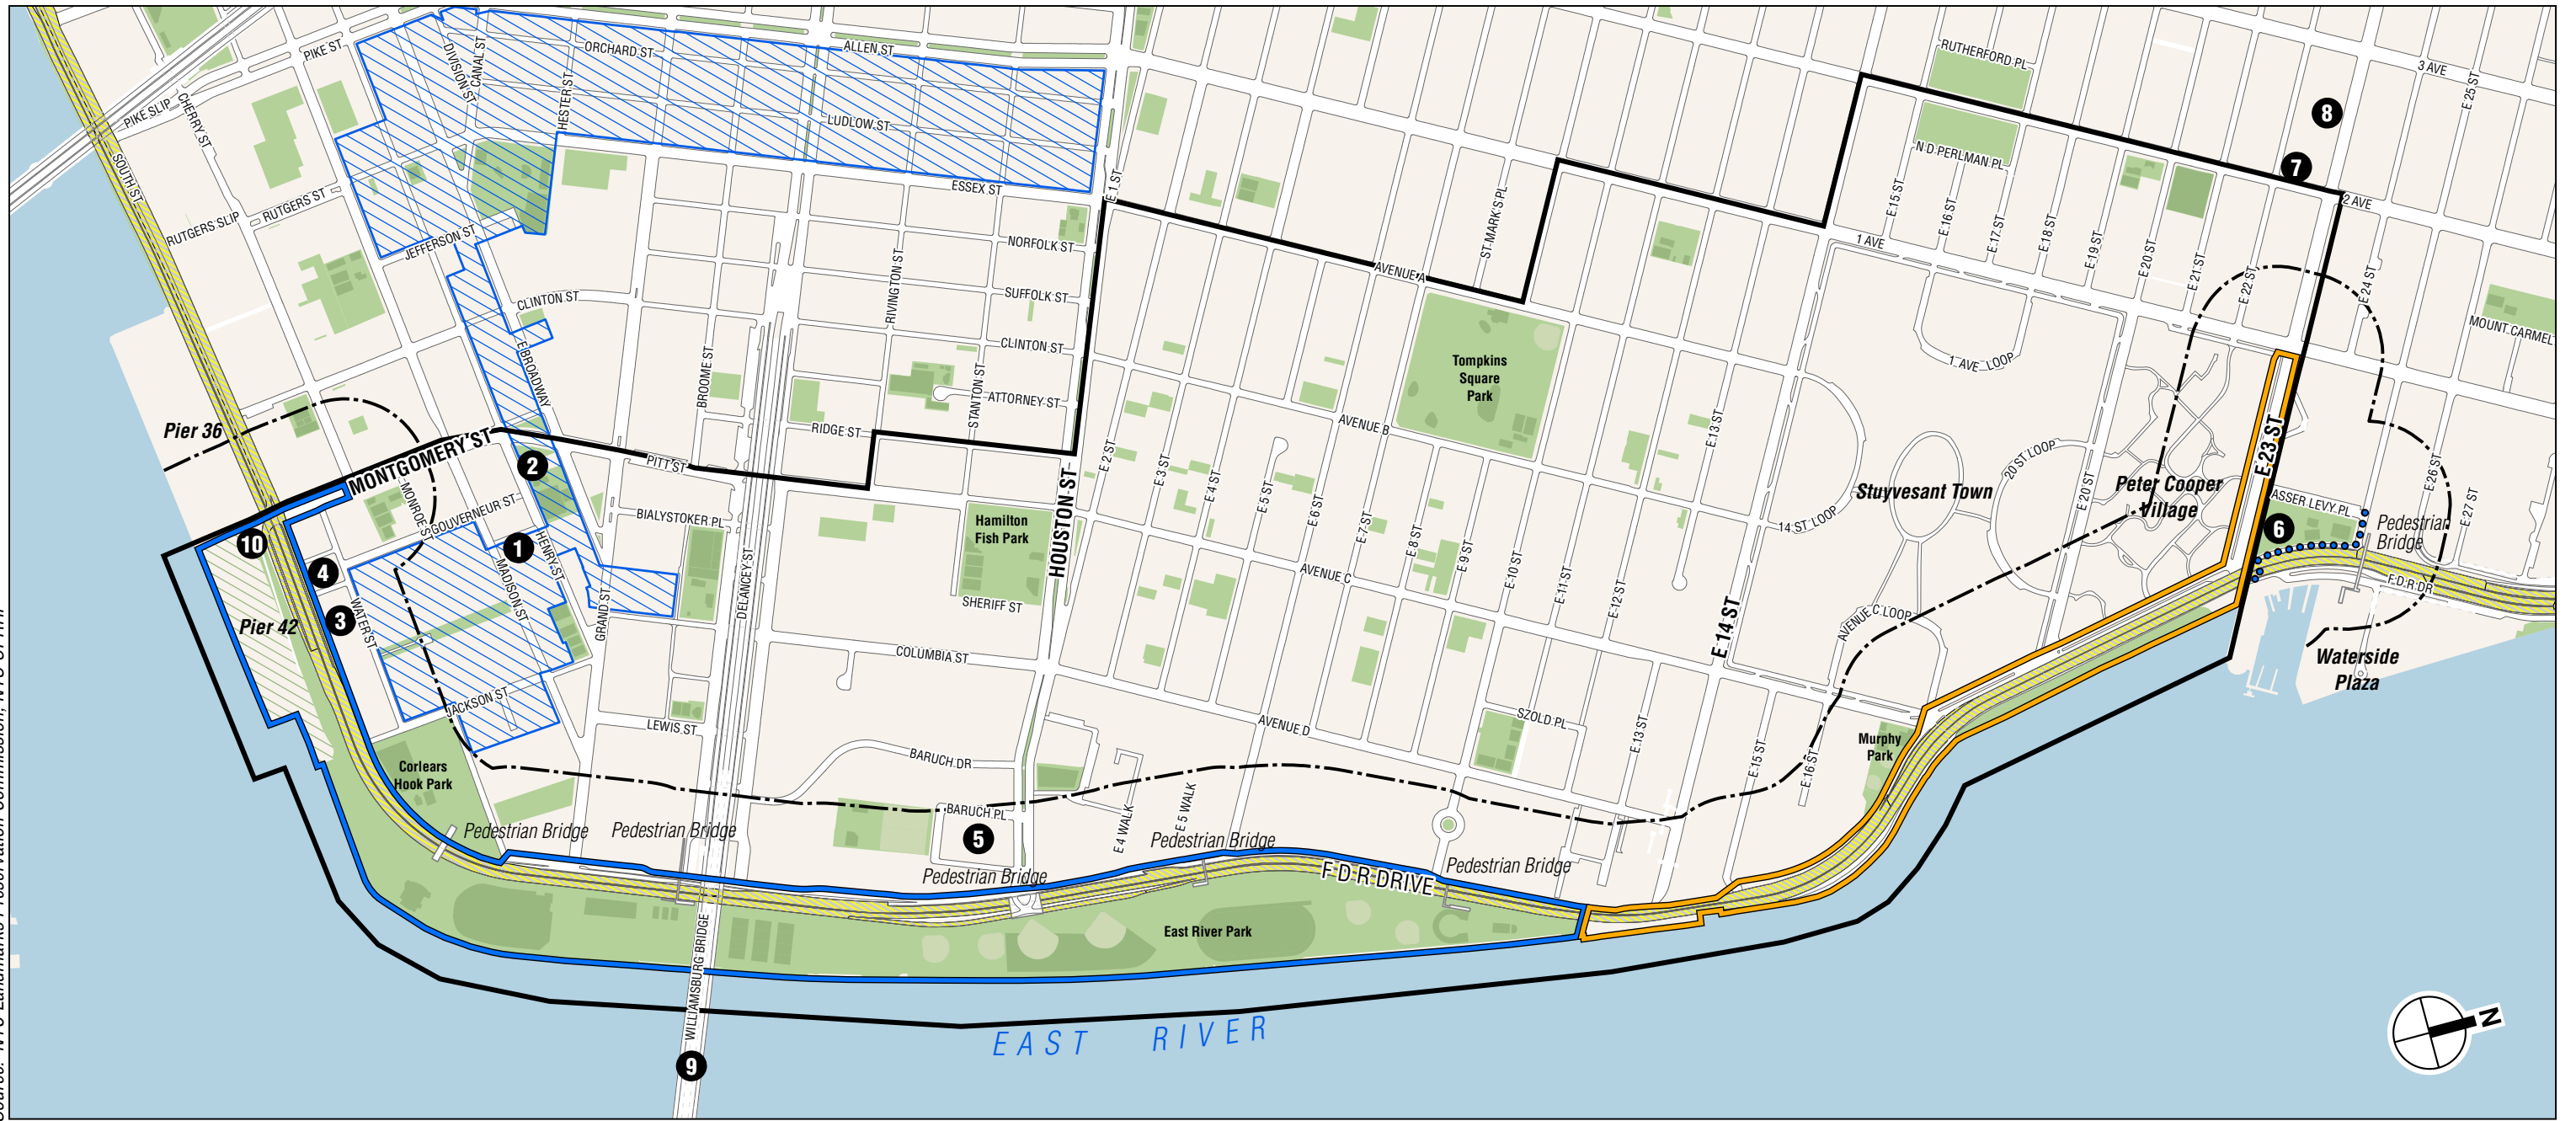 PIKE ST
DIVISION ST
CANAL ST
ORCHARD ST
ALLEN ST
HESTER ST
LUDLOW ST
PIKE SLIP
CHERRY ST
SOUTH ST
RUTGERS SLIP
RUTGERS ST
JEFFERSON ST
ESSEX ST
E 1 ST
NORFOLK ST
SUFFOLK ST
CLINTON ST
CLINTON ST
RIVINGTON ST
ATTORNEY ST
STANTON ST
RIDGE ST
BROOME ST
E BROADWAY
PITT ST
RUTHERFORD PL
N D PERLMAN PL
3 AVE
E 25 ST
8
7
2 AVE
ST MARK'S PL
AVENUE A
1 AVE
E 15 ST
E 16 ST
E 17 ST
E 18 ST
E 19 ST
E 20 ST
E 21 ST
E 22 ST
E 24 ST
MOUNT CARMEL
1 AVE LOOP
Tompkins
Square
Park
AVENUE B
E 2 ST
E 3 ST
E 4 ST
E 5 ST
E 6 ST
E 7 ST
E 8 ST
E 9 ST
E 10 ST
E 11 ST
E 12 ST
E 13 ST
14 ST LOOP
20 ST LOOP
E 20 ST
Stuyvesant Town
Peter Cooper
Village
E 23 ST
ASSER LEVY PL
6
E 26 ST
E 27 ST
Pedestrian
Bridge
F D R DR
Waterside
Plaza
Pier 36
MONTGOMERY ST
MONROE ST
GOUVERNEUR ST
2
1
HENRY ST
MADISON ST
10
4
3
WATER ST
Pier 42
JACKSON ST
GRAND ST
BIALYSTOKER PL
DELANCEY ST
Hamilton
Fish Park
HOUSTON ST
SHERIFF ST
COLUMBIA ST
LEWIS ST
AVENUE C
AVENUE D
E 14 ST
AVENUE C LOOP
SZOLD PL
E 13 ST
E 15 ST
E 16 ST
Murphy
Park
Corlears
Hook Park
BARUCH DR
BARUCH PL
5
E 4 WALK
E 5 WALK
Pedestrian Bridge
Pedestrian Bridge
Pedestrian Bridge
Pedestrian Bridge
Pedestrian Bridge
F D R DRIVE
East River Park
WILLIAMSBURG BRIDGE
9
EAST RIVER
N